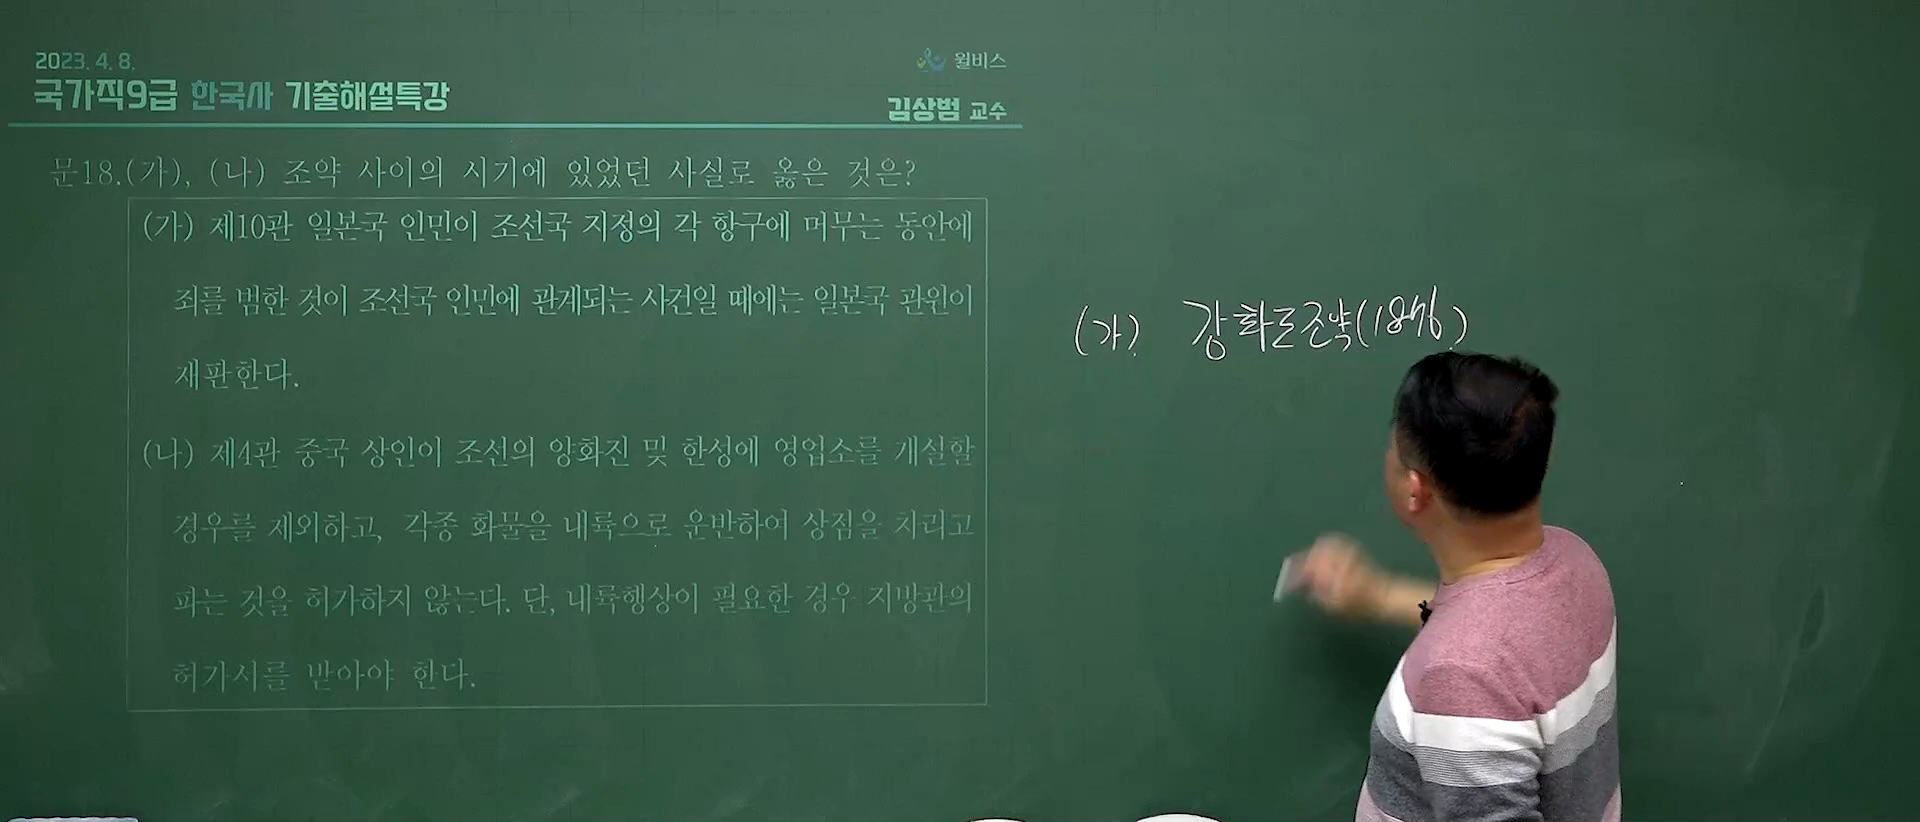 2023. 4. 8.
국가직9급 한국사 기출해설특강
윌비스
김상범 교수
문18.(가), (나) 조약 사이의 시기에 있었던 사실로 옳은 것은?
(가) 제10관 일본국 인민이 조선국 지정의 각 항구에 머무는 동안에
죄를 범한 것이 조선국 인민에 관계되는 사건일 때에는 일본국 관원이
재판한다.
(나) 제4관 중국 상인이 조선의 양화진 및 한성에 영업소를 개설할
경우를 제외하고, 각종 화물을 내륙으로 운반하여 상점을 차리고
파는 것을 허가하지 않는다. 단, 내륙행상이 필요한 경우 지방관의
허가서를 받아야 한다.
(가) 강화도조약(1876)